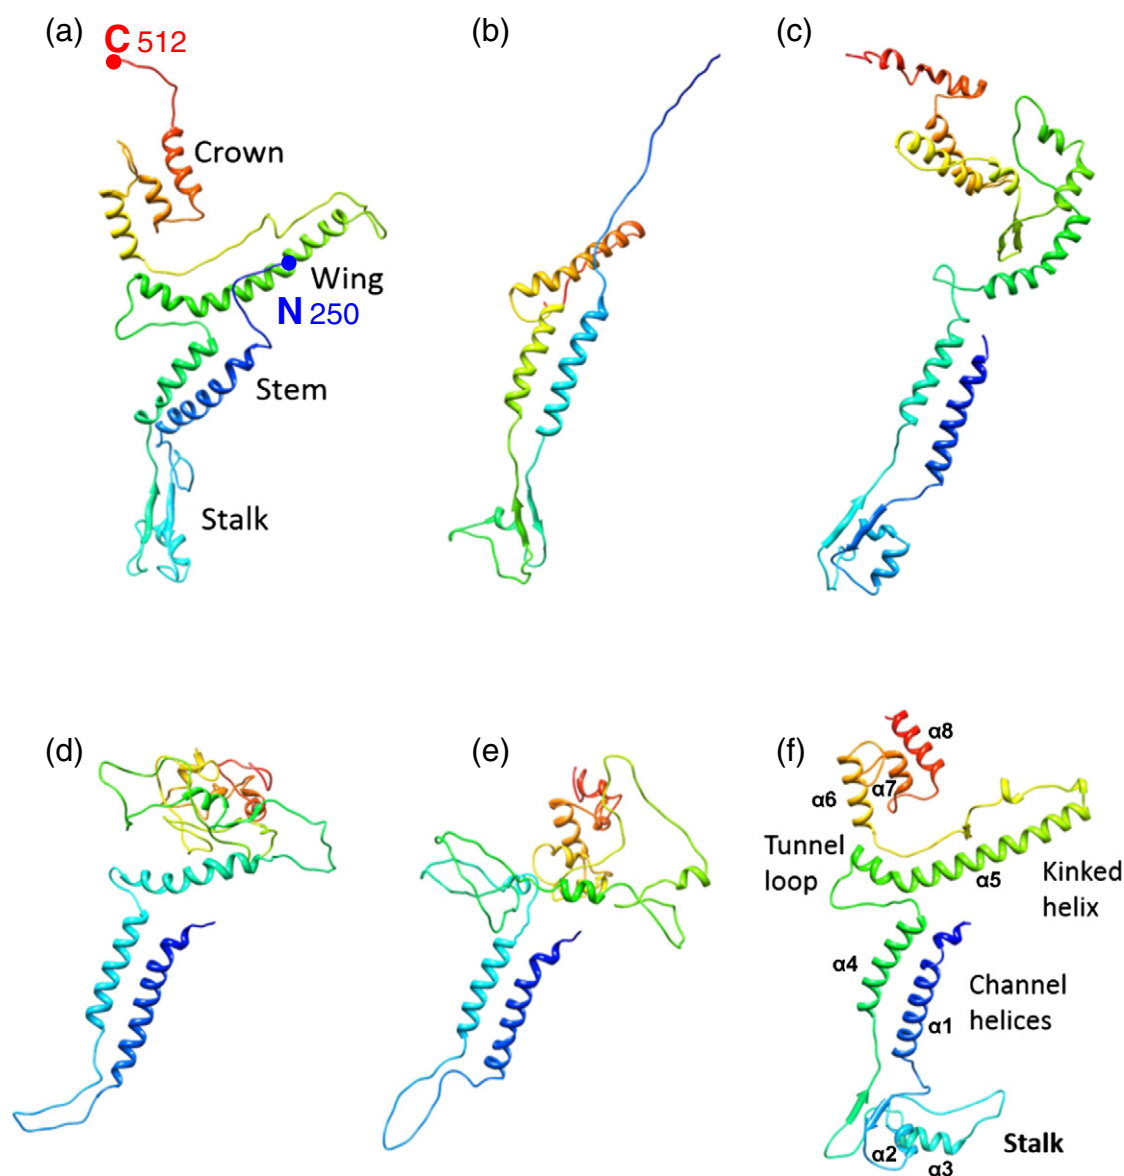 (a)
C 512
Crown
Wing
N 250
Stem
Stalk
(b)
(c)
(d)
(e)
(f)
α8
α7
α6
Tunnel
loop
α5
Kinked
helix
α4
Channel
helices
α1
α2
α3
Stalk